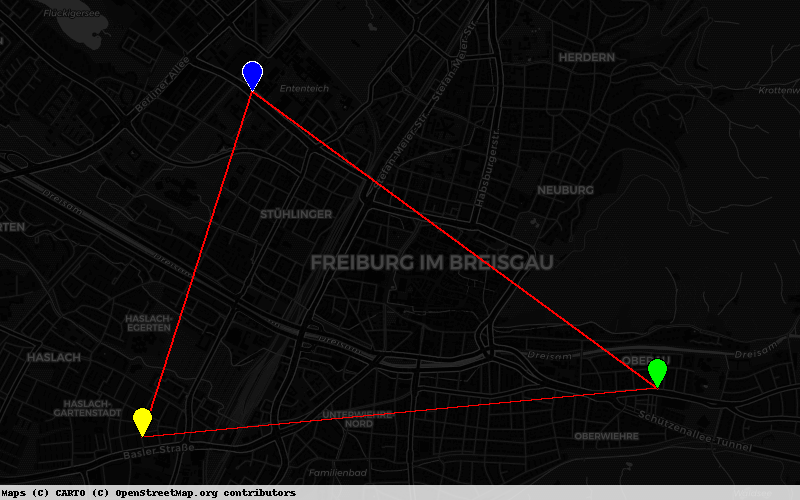 Flückigersee
Berliner Allee
Ententeich
Stefan-Meier-Str.
Stefan-Meier-Str.
HERDERN
Habsburgerstr
NEUBURG
Dreisam
STÜHLINGER
FREIBURG IM BREISGAU
HASLACH-
EGERTEN
HASLACH
HASLACH-
GARTENSTADT
Dreisam
Dreisam
OBERAU
Dreisam
UNTERWIEHRE
NORD
Basler Straße
Schützenallee-Tunnel
OBERWIEHRE
Familienbad
Maps (C) CARTO (C) OpenStreetMap.org contributors